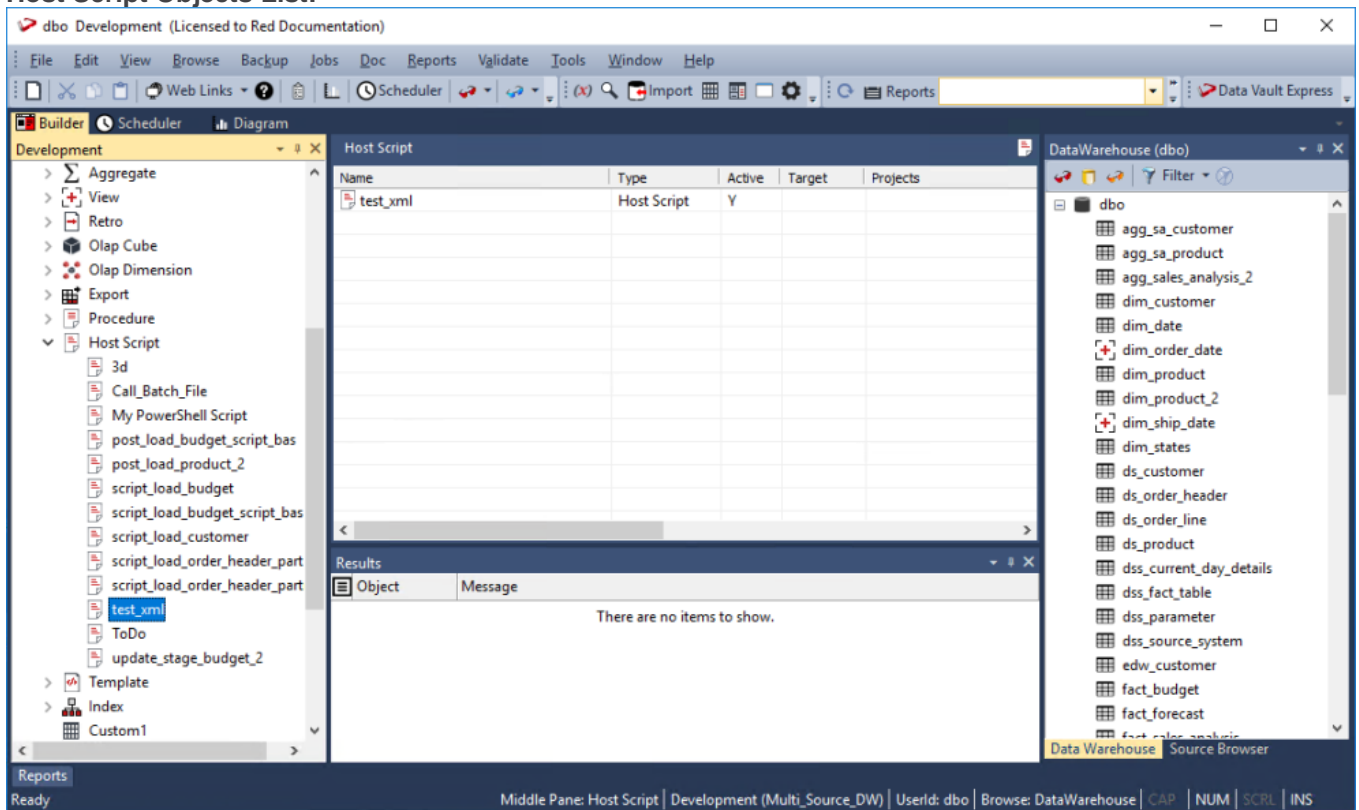 Host Script Objects List:
dbo Development (Licensed to Red Documentation)
File Edit View Browse Backup Jobs Doc Reports Validate Tools Window Help
Web Links Scheduler (x) Import Reports Data Vault Express
Builder Scheduler Diagram
Development
Aggregate
View
Retro
Olap Cube
Olap Dimension
Export
Procedure
Host Script
3d
Call_Batch_File
My PowerShell Script
post_load_budget_script_bas
post_load_product_2
script_load_budget
script_load_budget_script_bas
script_load_customer
script_load_order_header_part
script_load_order_header_part
test_xml
ToDo
update_stage_budget_2
Template
Index
Custom1
Host Script
Name Type Active Target Projects
test_xml Host Script Y
Results
Object Message
There are no items to show.
DataWarehouse (dbo)
Filter
dbo
agg_sa_customer
agg_sa_product
agg_sales_analysis_2
dim_customer
dim_date
dim_order_date
dim_product
dim_product_2
dim_ship_date
dim_states
ds_customer
ds_order_header
ds_order_line
ds_product
dss_current_day_details
dss_fact_table
dss_parameter
dss_source_system
edw_customer
fact_budget
fact_forecast
fact_sales_analysis
Data Warehouse Source Browser
Reports
Ready Middle Pane: Host Script Development (Multi_Source_DW) UserId: dbo Browse: DataWarehouse CAP NUM SCRL INS